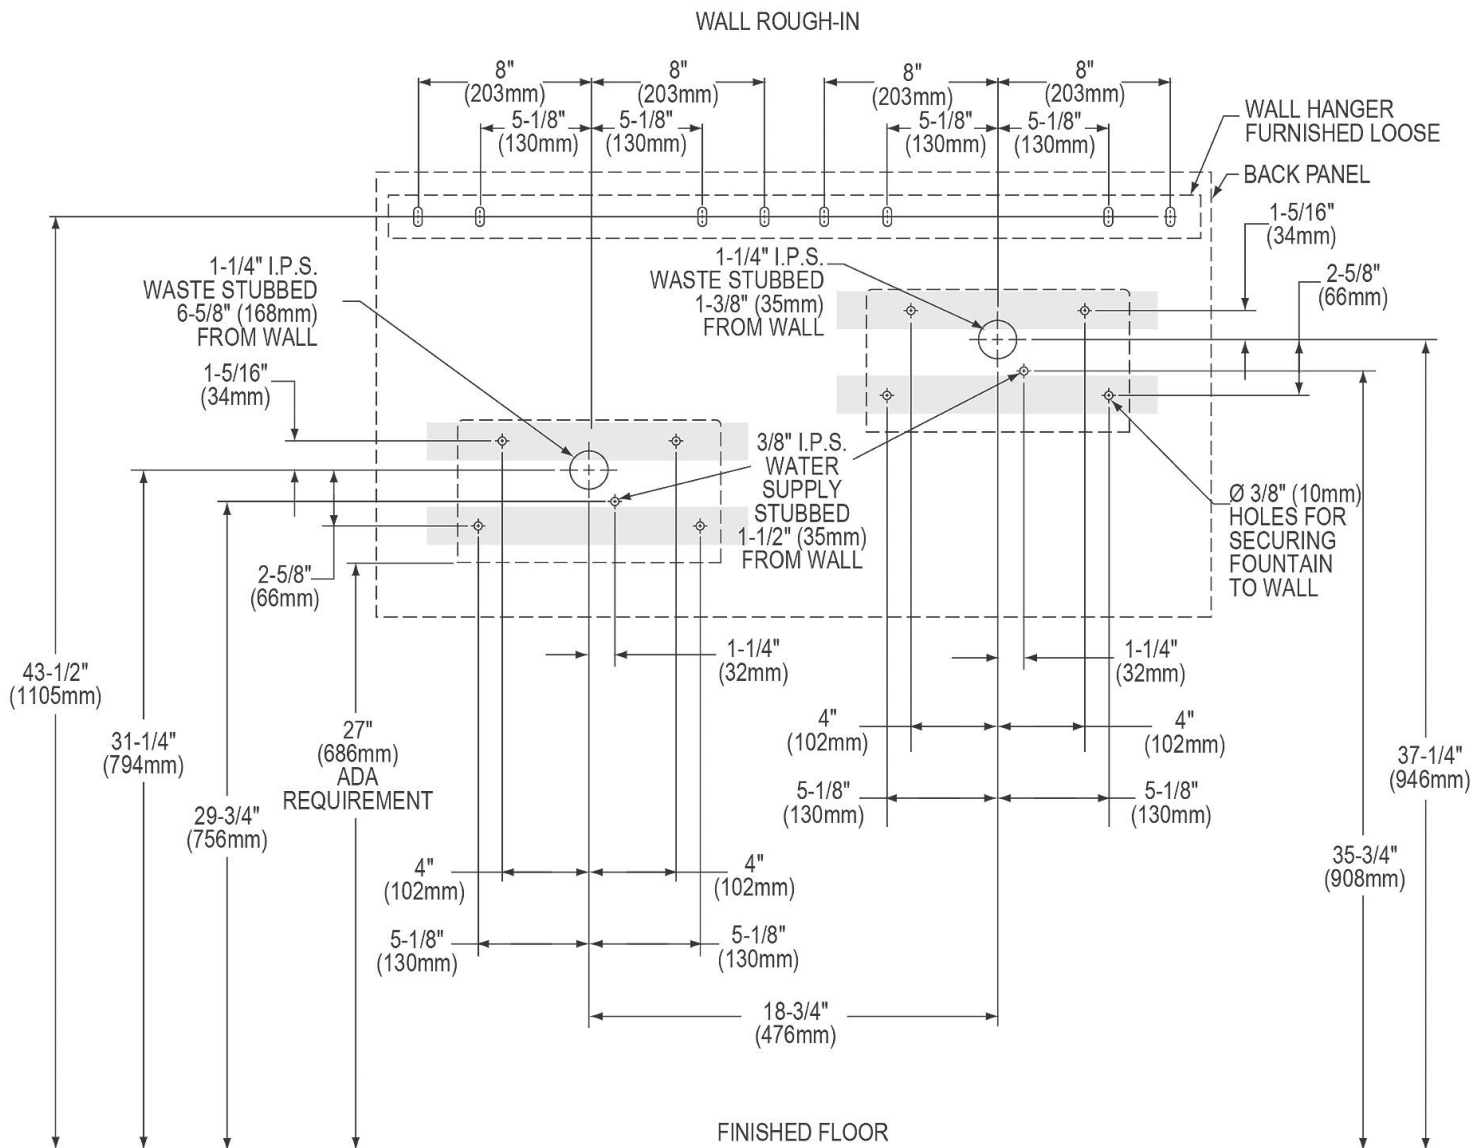 WALL ROUGH-IN
8"
(203mm)
8"
(203mm)
8"
(203mm)
8"
(203mm)
5-1/8"
(130mm)
5-1/8"
(130mm)
5-1/8"
(130mm)
5-1/8"
(130mm)
WALL HANGER
FURNISHED LOOSE
BACK PANEL
1-5/16"
(34mm)
2-5/8"
(66mm)
1-1/4" I.P.S.
WASTE STUBBED
6-5/8" (168mm)
FROM WALL
1-1/4" I.P.S.
WASTE STUBBED
1-3/8" (35mm)
FROM WALL
1-5/16"
(34mm)
3/8" I.P.S.
WATER
SUPPLY
STUBBED
1-1/2" (35mm)
FROM WALL
Ø 3/8" (10mm)
HOLES FOR
SECURING
FOUNTAIN
TO WALL
2-5/8"
(66mm)
1-1/4"
(32mm)
1-1/4"
(32mm)
43-1/2"
(1105mm)
31-1/4"
(794mm)
27"
(686mm)
ADA
REQUIREMENT
4"
(102mm)
4"
(102mm)
37-1/4"
(946mm)
5-1/8"
(130mm)
5-1/8"
(130mm)
29-3/4"
(756mm)
35-3/4"
(908mm)
4"
(102mm)
4"
(102mm)
5-1/8"
(130mm)
5-1/8"
(130mm)
18-3/4"
(476mm)
FINISHED FLOOR